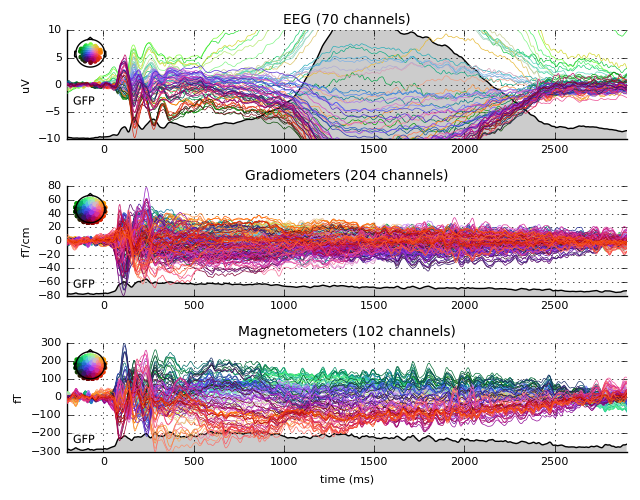 EEG (70 channels)
10
5
0
−5
−10
uV
GFP
0 500 1000 1500 2000 2500
Gradiometers (204 channels)
80
60
40
20
0
−20
−40
−60
−80
fT/cm
GFP
0 500 1000 1500 2000 2500
Magnetometers (102 channels)
300
200
100
0
−100
−200
−300
fT
GFP
0 500 1000 1500 2000 2500
time (ms)